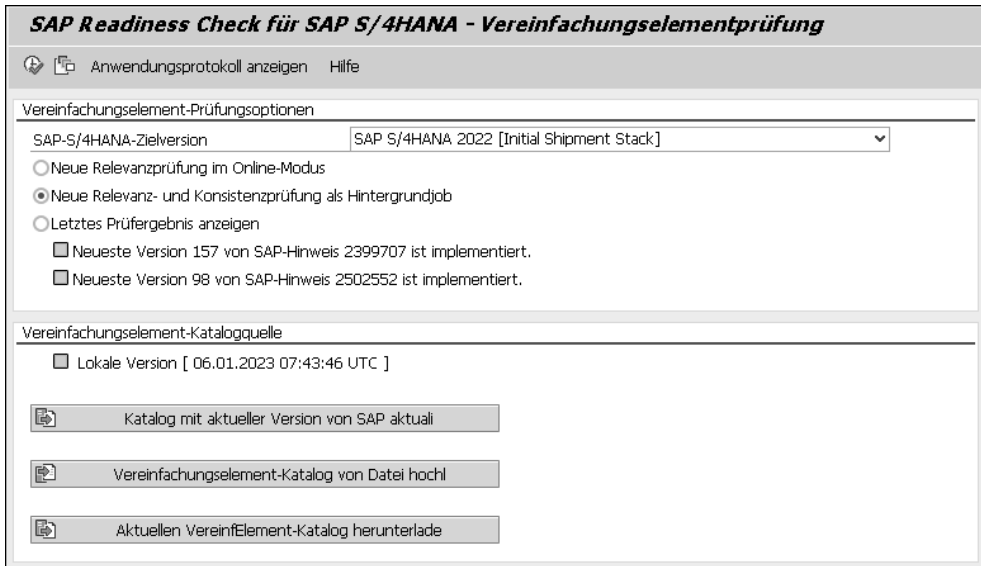 SAP Readiness Check für SAP S/4HANA - Vereinfachungselementprüfung
Anwendungsprotokoll anzeigen Hilfe
Vereinfachungselement-Prüfungsoptionen
SAP-S/4HANA-Zielversion SAP S/4HANA 2022 [Initial Shipment Stack]
Neue Relevanzprüfung im Online-Modus
Neue Relevanz- und Konsistenzprüfung als Hintergrundjob
Letztes Prüfergebnis anzeigen
Neueste Version 157 von SAP-Hinweis 2399707 ist implementiert.
Neueste Version 98 von SAP-Hinweis 2502552 ist implementiert.
Vereinfachungselement-Katalogquelle
Lokale Version [ 06.01.2023 07:43:46 UTC ]
Katalog mit aktueller Version von SAP aktuali
Vereinfachungselement-Katalog von Datei hochl
Aktuellen VereinfElement-Katalog herunterlade